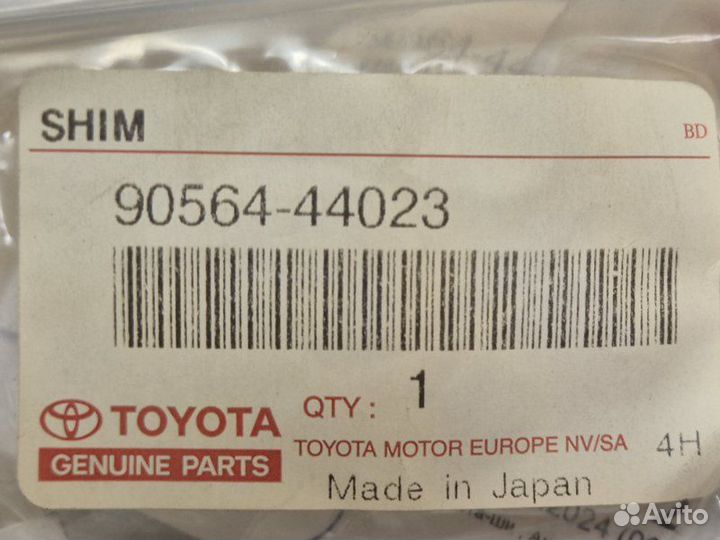 SHIM
BD
90564-44023
QTY: 1
TOYOTA
GENUINE PARTS
TOYOTA MOTOR EUROPE NV/SA 4H
Made in Japan
Avito